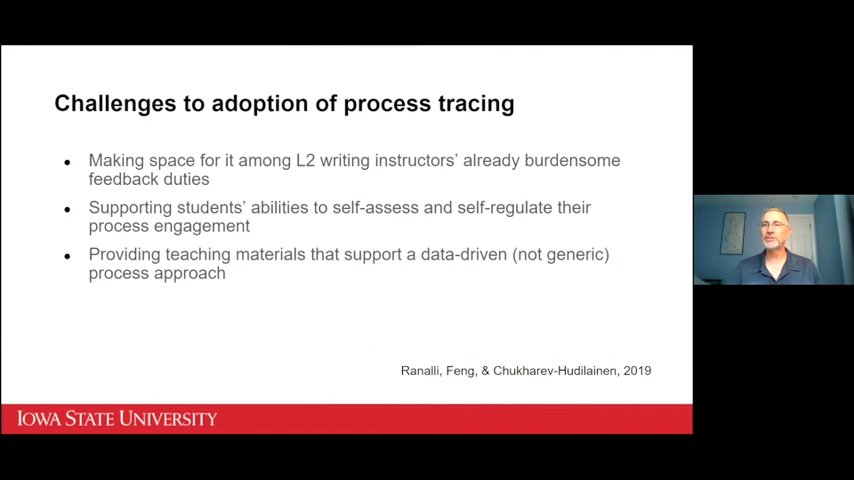 Challenges to adoption of process tracing
● Making space for it among L2 writing instructors' already burdensome
feedback duties
● Supporting students' abilities to self-assess and self-regulate their
process engagement
● Providing teaching materials that support a data-driven (not generic)
process approach
Ranalli, Feng, & Chukharev-Hudilainen, 2019
IOWA STATE UNIVERSITY